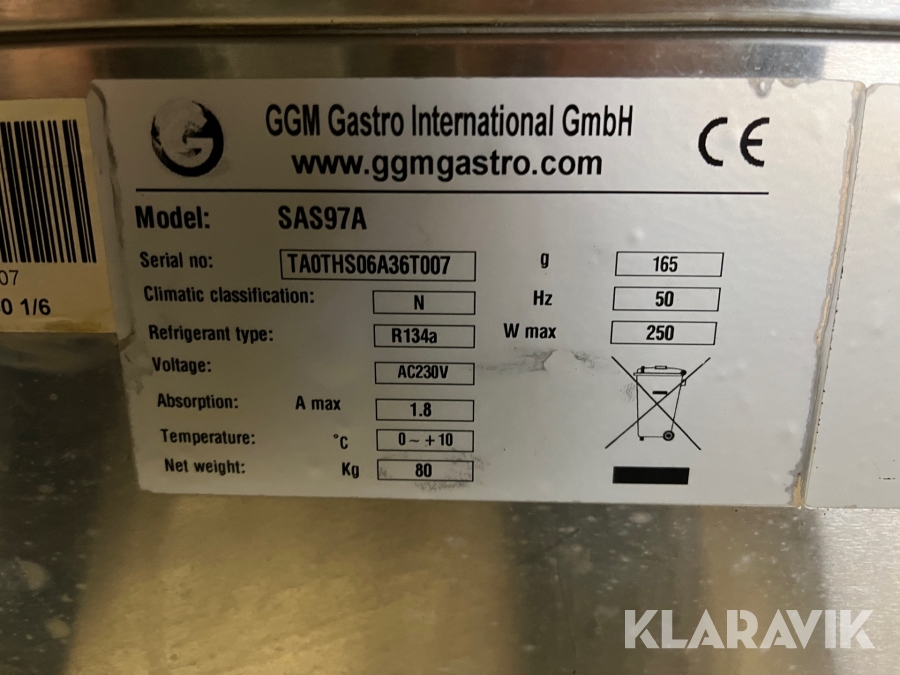 GGM Gastro International GmbH
www.ggmgastro.com
CE
Model: SAS97A
Serial no: TA0THS06A36T007 g 165
Climatic classification: N Hz 50
Refrigerant type: R134a W max 250
Voltage: AC230V
Absorption: A max 1.8
Temperature: °C 0 ~ +10
Net weight: Kg 80
07
0 1/6
KLARAVIK